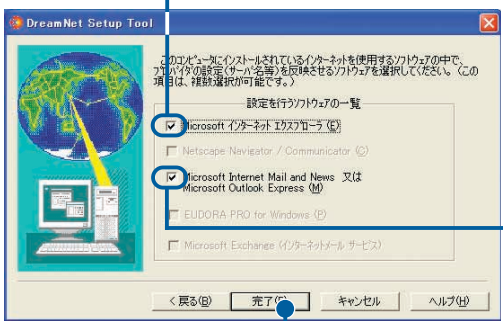 DreamNet Setup Tool
このコンピュータにインストールされているインターネットを使用するソフトウェアの中で、
プロバイダの設定(サーバ名等)を反映させるソフトウェアを選択してください。(この
項目は、複数選択が可能です。)
設定を行うソフトウェアの一覧
Microsoft インターネット エクスプローラ (E)
Netscape Navigator / Communicator (C)
Microsoft Internet Mail and News 又は
Microsoft Outlook Express (M)
EUDORA PRO for Windows (P)
Microsoft Exchange (インターネットメール サービス)
< 戻る(B) 完了 キャンセル ヘルプ(H)